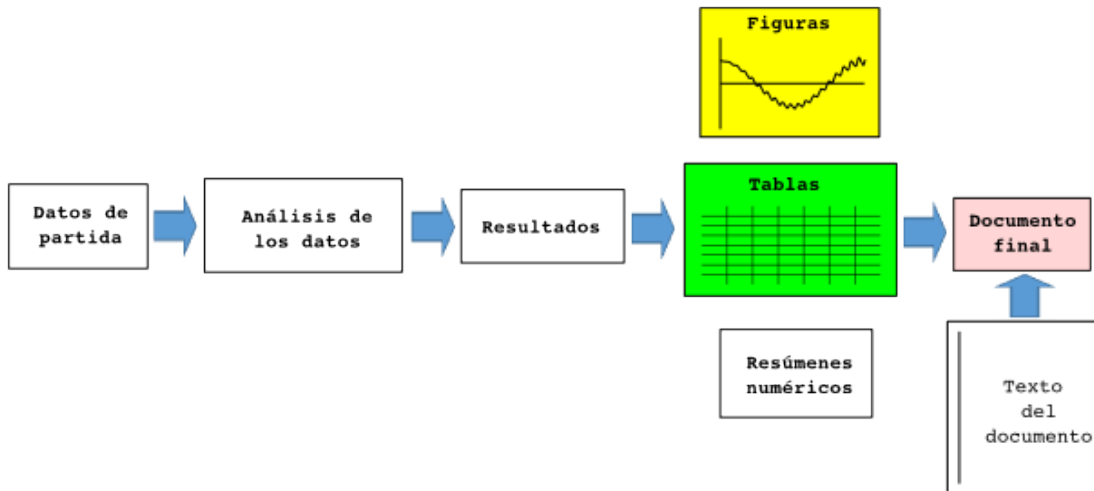 Figuras
Datos de
partida
Análisis de
los datos
Resultados
Tablas
Documento
final
Resúmenes
numéricos
Texto
del
documento